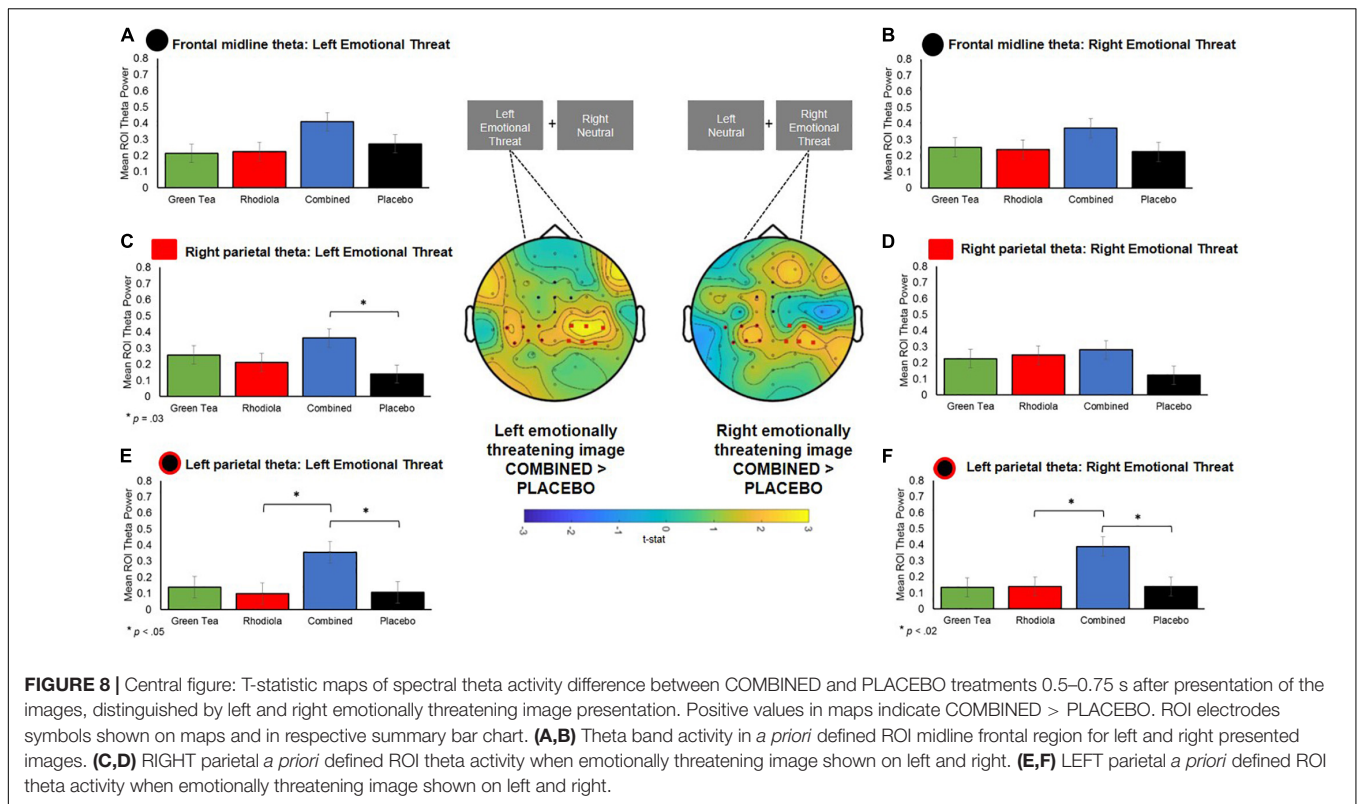 A
Frontal midline theta: Left Emotional Threat
Mean ROI Theta Power
0.8
0.7
0.6
0.5
0.4
0.3
0.2
0.1
0
Green Tea Rhodiola Combined Placebo
B
Frontal midline theta: Right Emotional Threat
Mean ROI Theta Power
0.8
0.7
0.6
0.5
0.4
0.3
0.2
0.1
0
Green Tea Rhodiola Combined Placebo
Left
Emotional
Threat
+
Right
Neutral
Left
Neutral
+
Right
Emotional
Threat
C
Right parietal theta: Left Emotional Threat
Mean ROI Theta Power
0.8
0.7
0.6
0.5
0.4
0.3
0.2
0.1
0
*
Green Tea Rhodiola Combined Placebo
* p = .03
D
Right parietal theta: Right Emotional Threat
Mean ROI Theta Power
0.8
0.7
0.6
0.5
0.4
0.3
0.2
0.1
0
Green Tea Rhodiola Combined Placebo
Left emotionally
threatening image
COMBINED >
PLACEBO
Right emotionally
threatening image
COMBINED >
PLACEBO
-3 -2 -1 0 1 2 3
t-stat
E
Left parietal theta: Left Emotional Threat
Mean ROI Theta Power
0.8
0.7
0.6
0.5
0.4
0.3
0.2
0.1
0
* *
Green Tea Rhodiola Combined Placebo
* p < .05
F
Left parietal theta: Right Emotional Threat
Mean ROI Theta Power
0.8
0.7
0.6
0.5
0.4
0.3
0.2
0.1
0
* *
Green Tea Rhodiola Combined Placebo
* p < .02
FIGURE 8 | Central figure: T-statistic maps of spectral theta activity difference between COMBINED and PLACEBO treatments 0.5–0.75 s after presentation of the
images, distinguished by left and right emotionally threatening image presentation. Positive values in maps indicate COMBINED > PLACEBO. ROI electrodes
symbols shown on maps and in respective summary bar chart. (A,B) Theta band activity in a priori defined ROI midline frontal region for left and right presented
images. (C,D) RIGHT parietal a priori defined ROI theta activity when emotionally threatening image shown on left and right. (E,F) LEFT parietal a priori defined ROI
theta activity when emotionally threatening image shown on left and right.